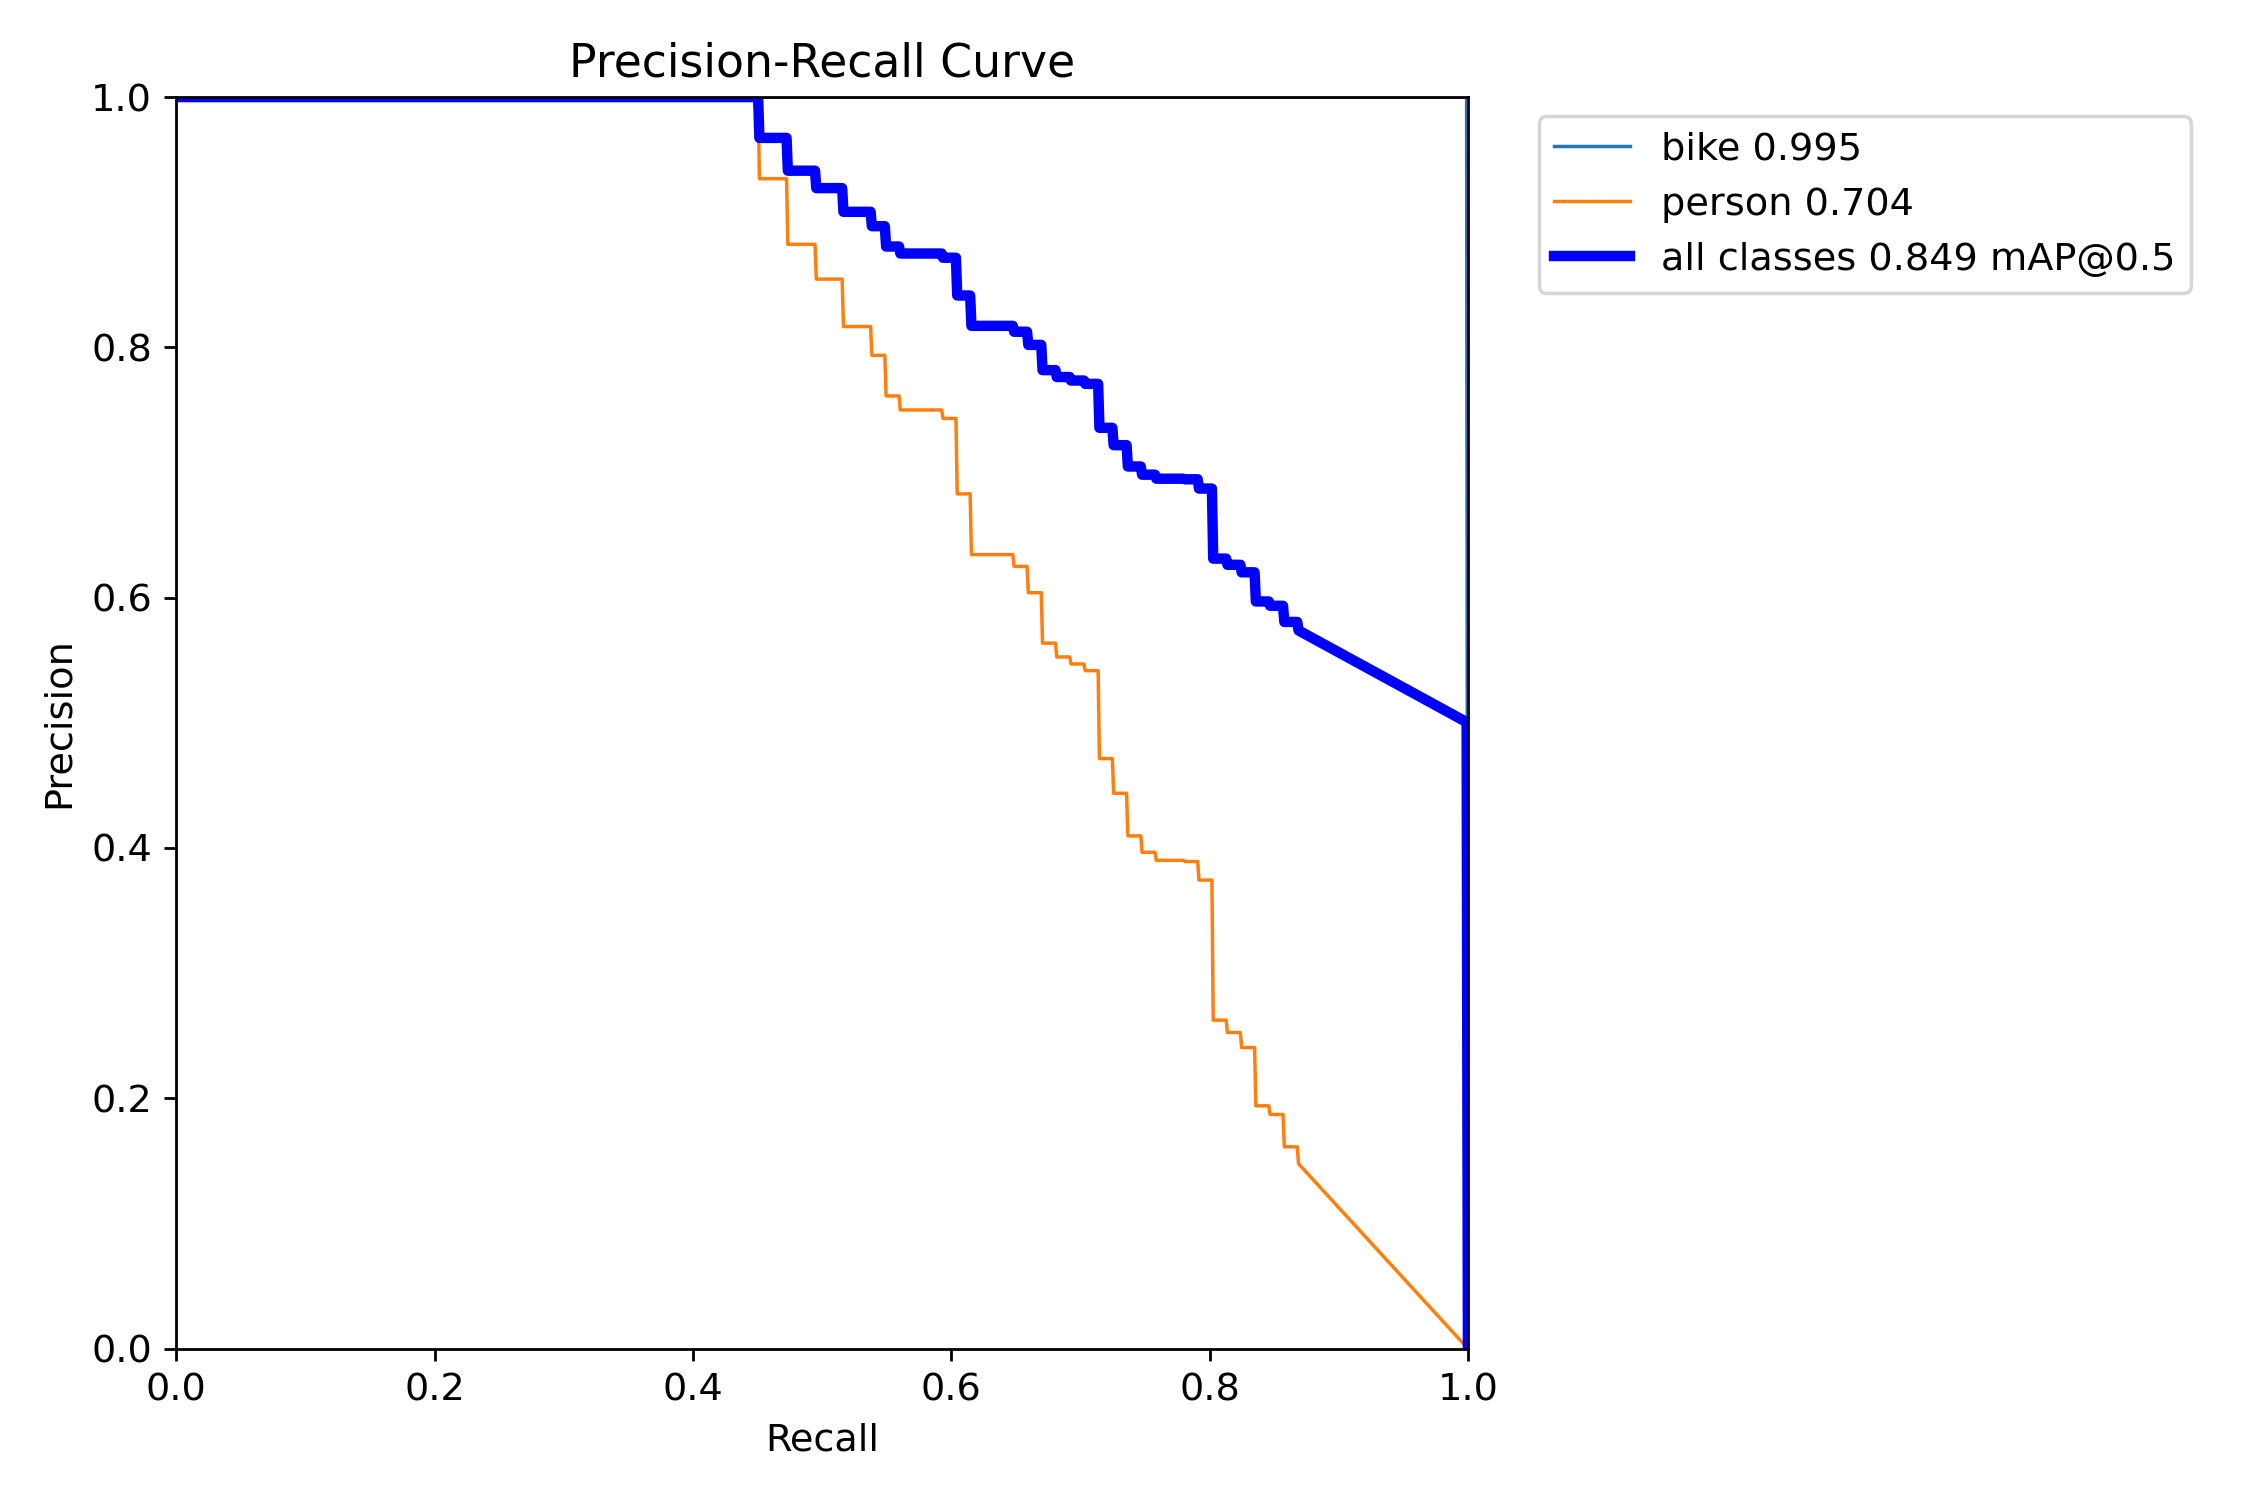 Precision-Recall Curve
1.0
0.8
0.6
0.4
0.2
0.0
Precision
0.0 0.2 0.4 0.6 0.8 1.0
Recall
bike 0.995
person 0.704
all classes 0.849 mAP@0.5